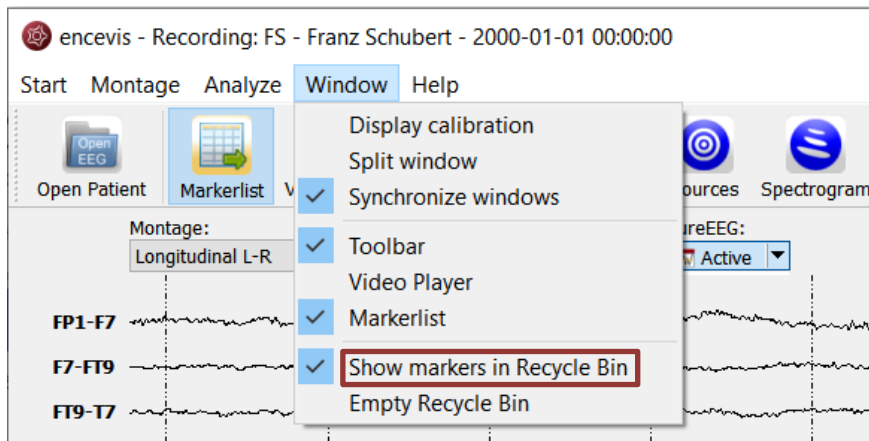 encevis - Recording: FS - Franz Schubert - 2000-01-01 00:00:00
Start Montage Analyze Window Help
Open EEG
Open Patient
Markerlist
Spectrogram
Montage:
Longitudinal L-R
Active
Display calibration
Split window
Synchronize windows
Toolbar
Video Player
Markerlist
Show markers in Recycle Bin
Empty Recycle Bin
FP1-F7
F7-FT9
FT9-T7